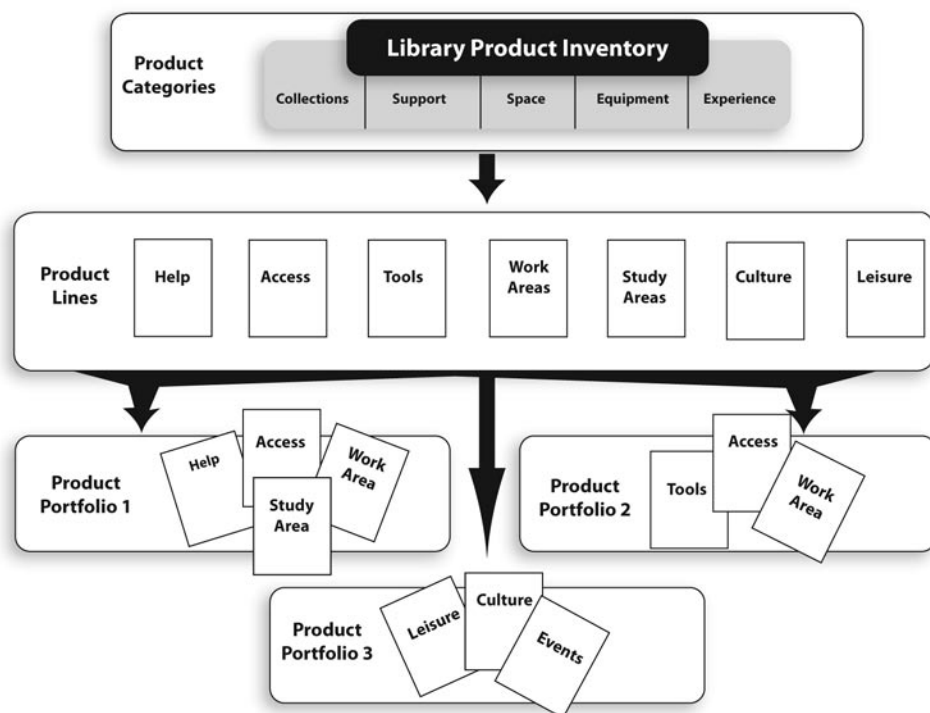 Library Product Inventory
Product
Categories
Collections
Support
Space
Equipment
Experience
Product
Lines
Help
Access
Tools
Work
Areas
Study
Areas
Culture
Leisure
Product
Portfolio 1
Help
Access
Work
Area
Study
Area
Product
Portfolio 2
Tools
Access
Work
Area
Product
Portfolio 3
Leisure
Culture
Events